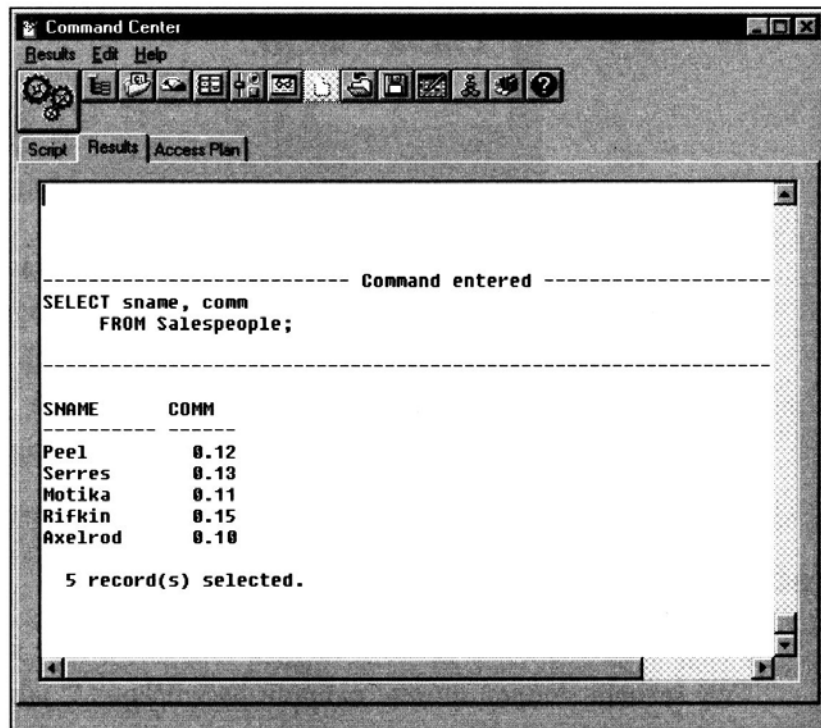 Command Center
Results Edit Help
Script Results Access Plan
---------------------------- Command entered ----------------------------
SELECT sname, comm
FROM Salespeople;
-------------------------------------------------------------------------
SNAME COMM
---------- ------
Peel 0.12
Serres 0.13
Motika 0.11
Rifkin 0.15
Axelrod 0.10
5 record(s) selected.